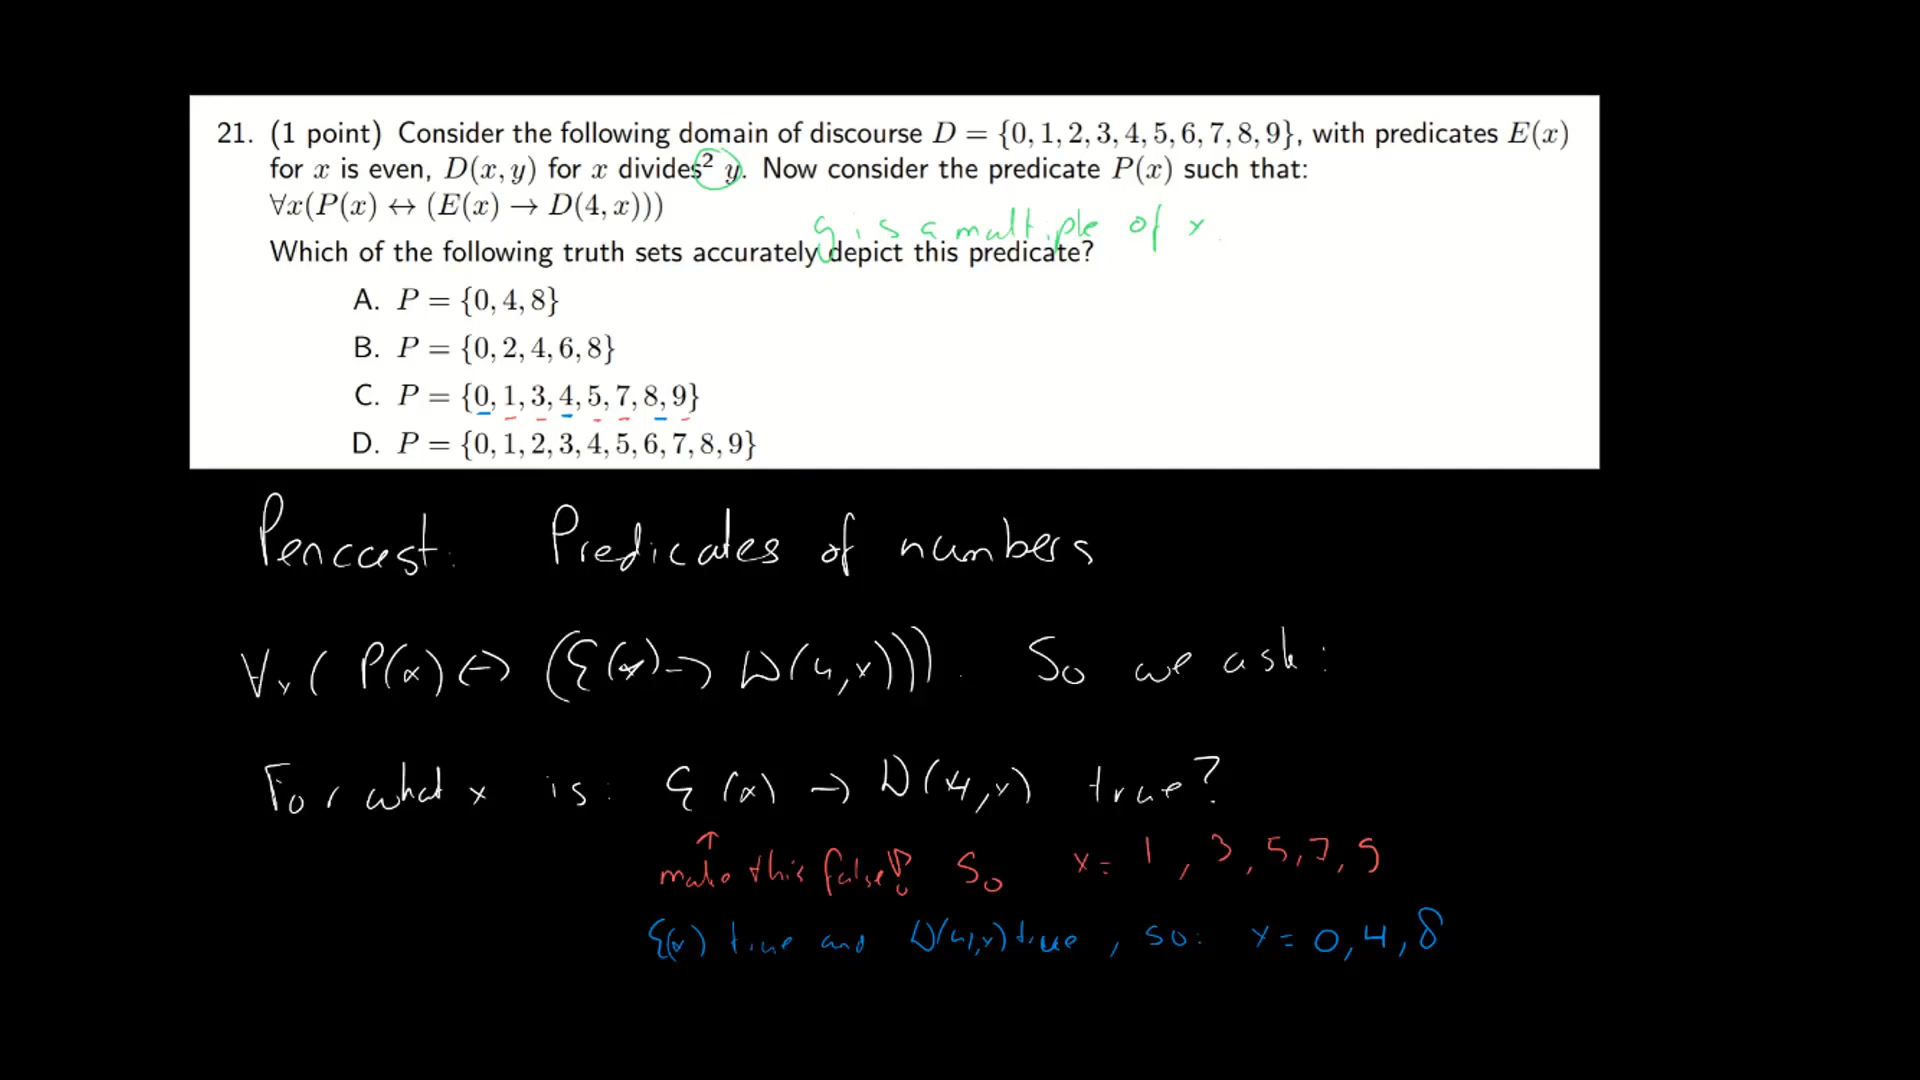 21. (1 point) Consider the following domain of discourse D = {0, 1, 2, 3, 4, 5, 6, 7, 8, 9}, with predicates E(x)
for x is even, D(x, y) for x divides² y. Now consider the predicate P(x) such that:
∀x(P(x) ↔ (E(x) → D(4, x)))
y is a multiple of x.
Which of the following truth sets accurately depict this predicate?
A. P = {0, 4, 8}
B. P = {0, 2, 4, 6, 8}
C. P = {0, 1, 3, 4, 5, 7, 8, 9}
D. P = {0, 1, 2, 3, 4, 5, 6, 7, 8, 9}
Pencast: Predicates of numbers
∀x( P(x) ↔ (E(x) → D(4,x))). So we ask:
For what x is: E(x) → D(4,x) true?
↑
make this false! So x = 1, 3, 5, 7, 9
E(x) true and D(4,x) true, so: x = 0, 4, 8